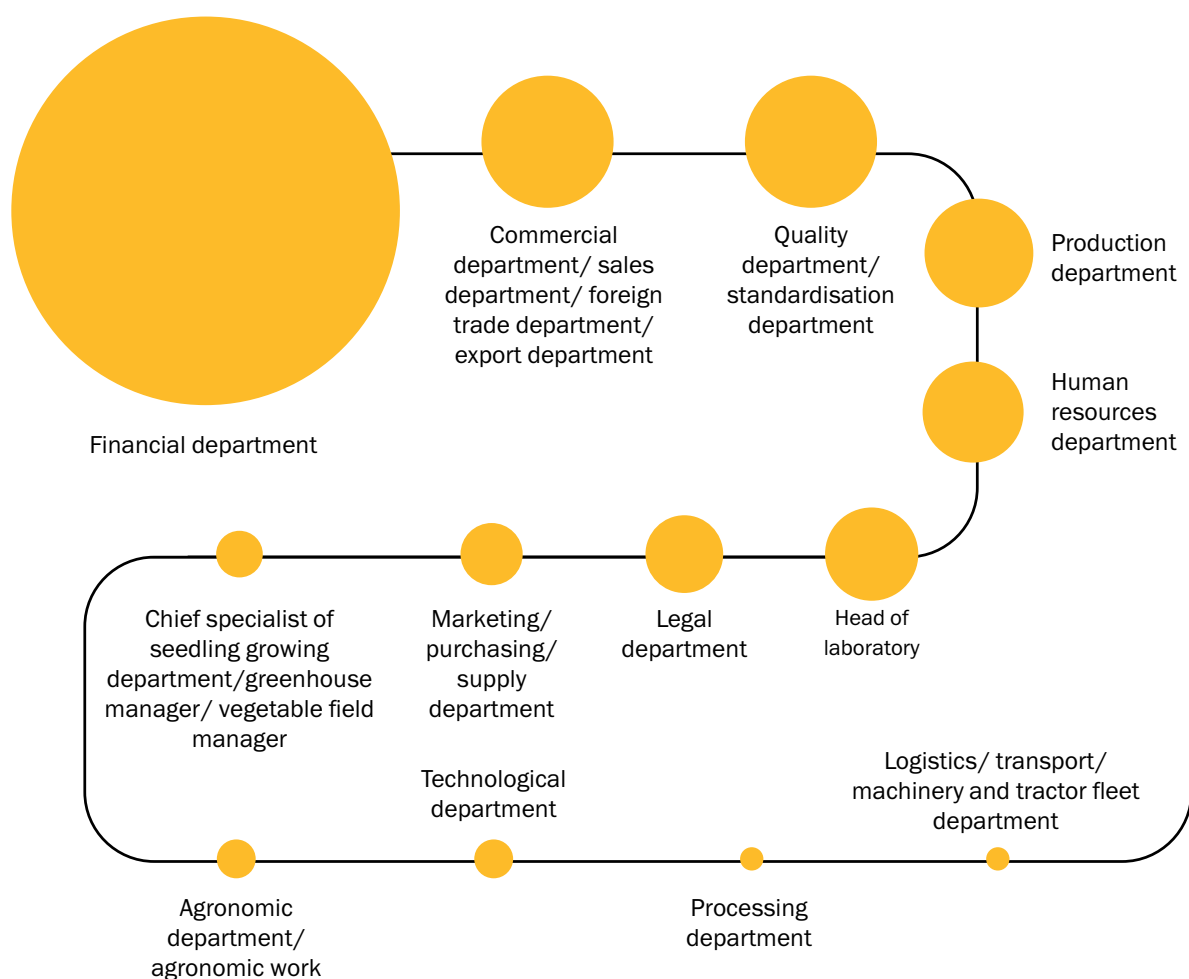 Financial department
Commercial
department/ sales
department/ foreign
trade department/
export department
Quality
department/
standardisation
department
Production
department
Human
resources
department
Head of
laboratory
Legal
department
Marketing/
purchasing/
supply
department
Chief specialist of
seedling growing
department/greenhouse
manager/ vegetable field
manager
Agronomic
department/
agronomic work
Technological
department
Processing
department
Logistics/ transport/
machinery and tractor fleet
department